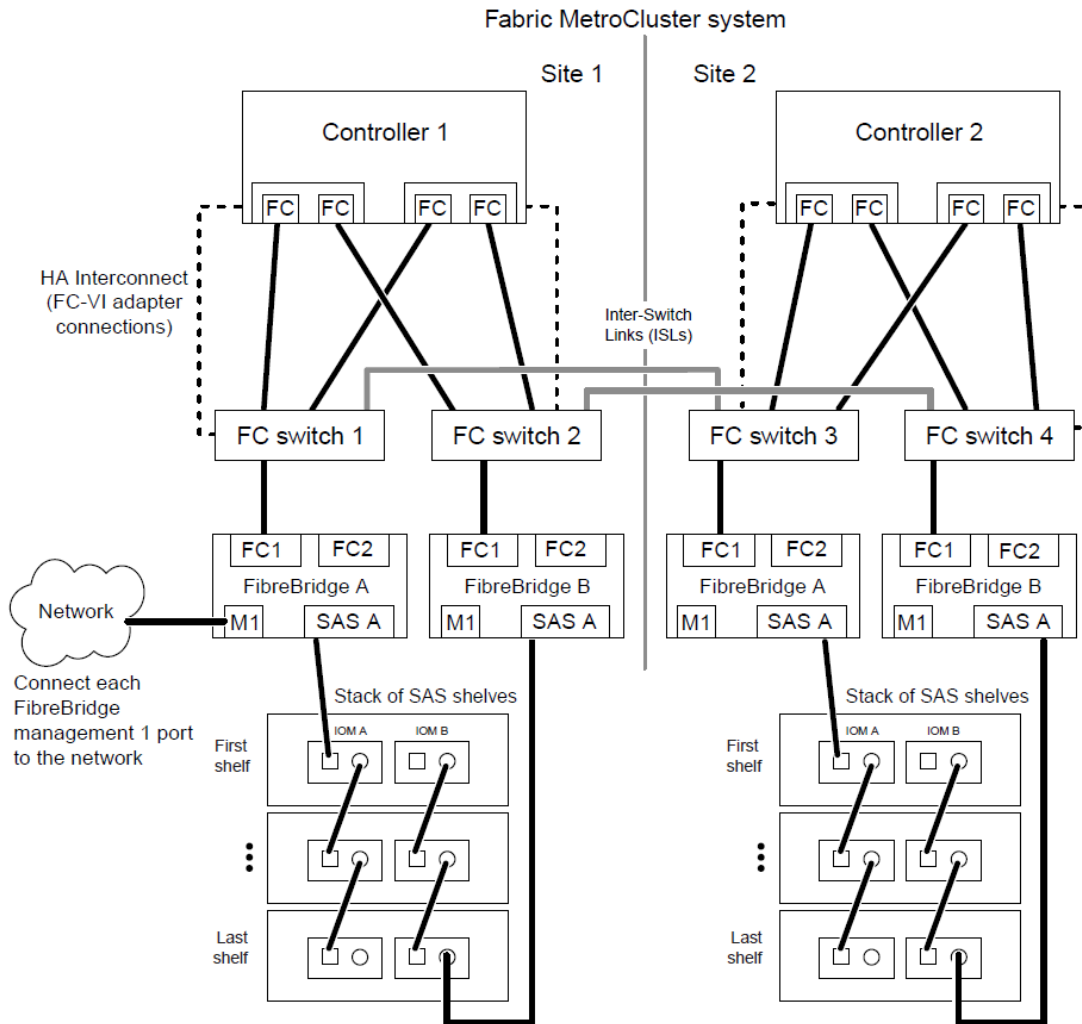 Fabric MetroCluster system
Site 1
Site 2
Controller 1
Controller 2
FC
FC
FC
FC
FC
FC
FC
FC
HA Interconnect
(FC-VI adapter
connections)
Inter-Switch
Links (ISLs)
FC switch 1
FC switch 2
FC switch 3
FC switch 4
FC1
FC2
FC1
FC2
FC1
FC2
FC1
FC2
FibreBridge A
FibreBridge B
FibreBridge A
FibreBridge B
Network
M1
SAS A
M1
SAS A
M1
SAS A
M1
SAS A
Connect each
FibreBridge
management 1 port
to the network
Stack of SAS shelves
Stack of SAS shelves
IOM A
IOM B
IOM A
IOM B
First
shelf
First
shelf
Last
shelf
Last
shelf